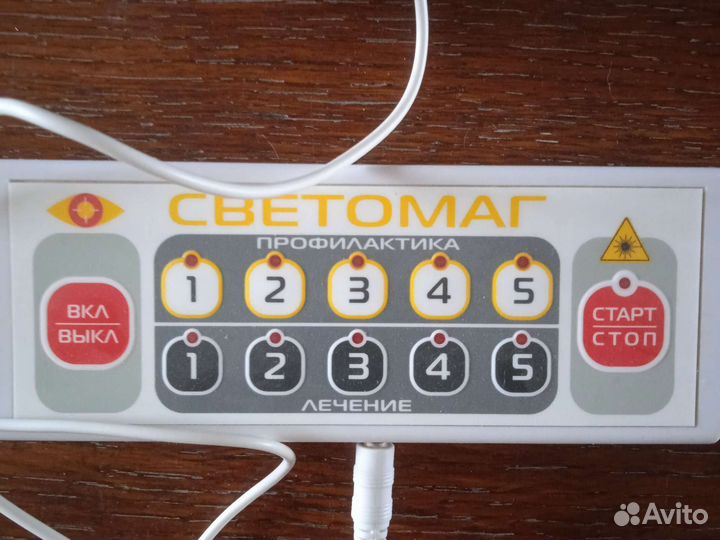 СВЕТОМАГ
ПРОФИЛАКТИКА
1 2 3 4 5
ВКЛ
ВЫКЛ
СТАРТ
СТОП
1 2 3 4 5
ЛЕЧЕНИЕ
Avito